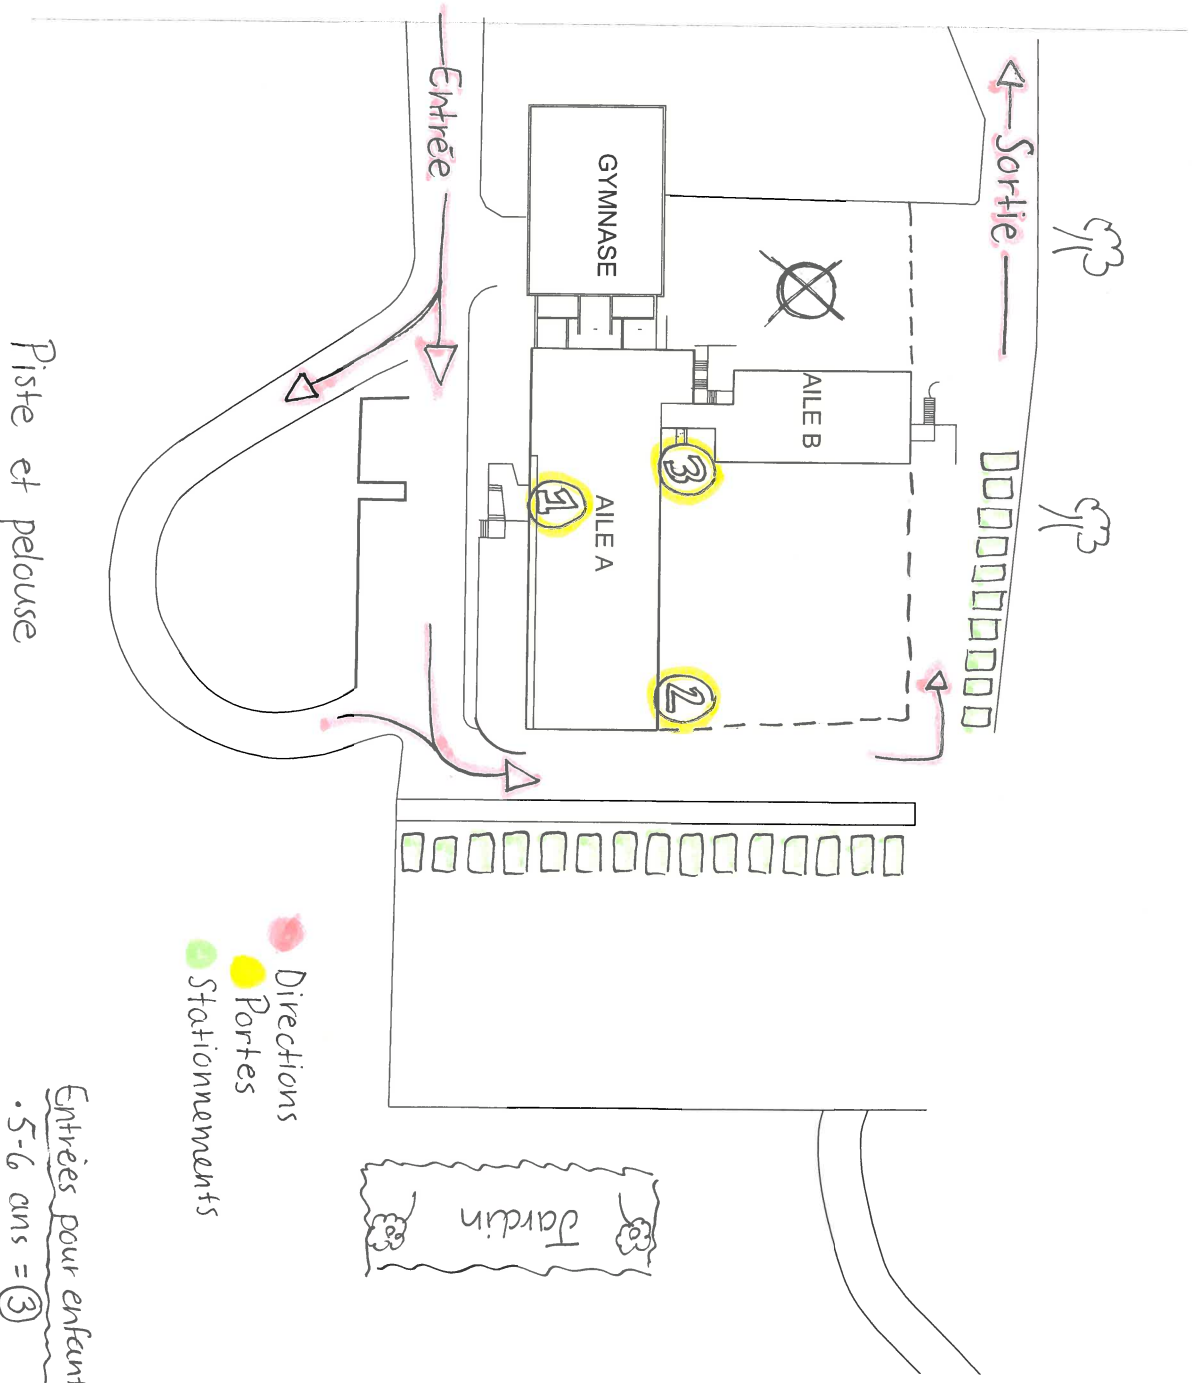 Sortie
Entrée
GYMNASE
AILE B
AILE A
3
1
2
Piste et pelouse
Directions
Portes
Stationnements
Jardin
Entrées pour enfant
• 5-6 ans = 3